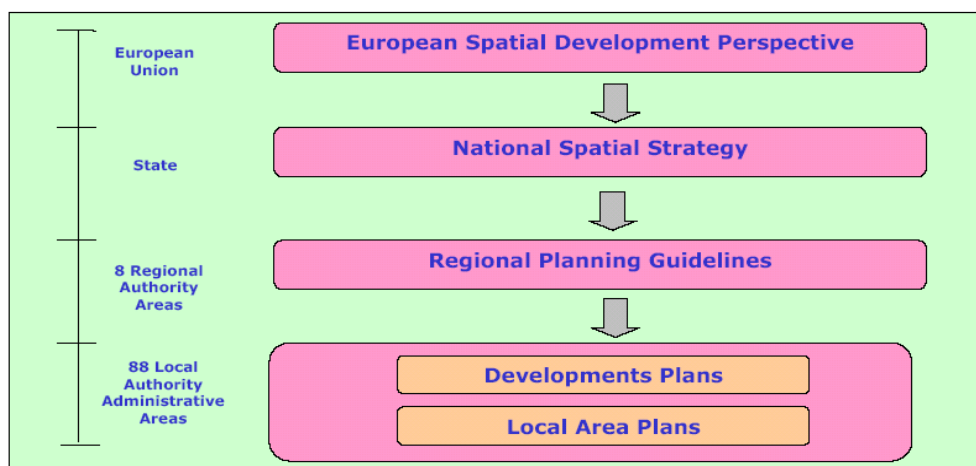 European
Union
European Spatial Development Perspective
State
National Spatial Strategy
8 Regional
Authority
Areas
Regional Planning Guidelines
88 Local
Authority
Administrative
Areas
Developments Plans
Local Area Plans